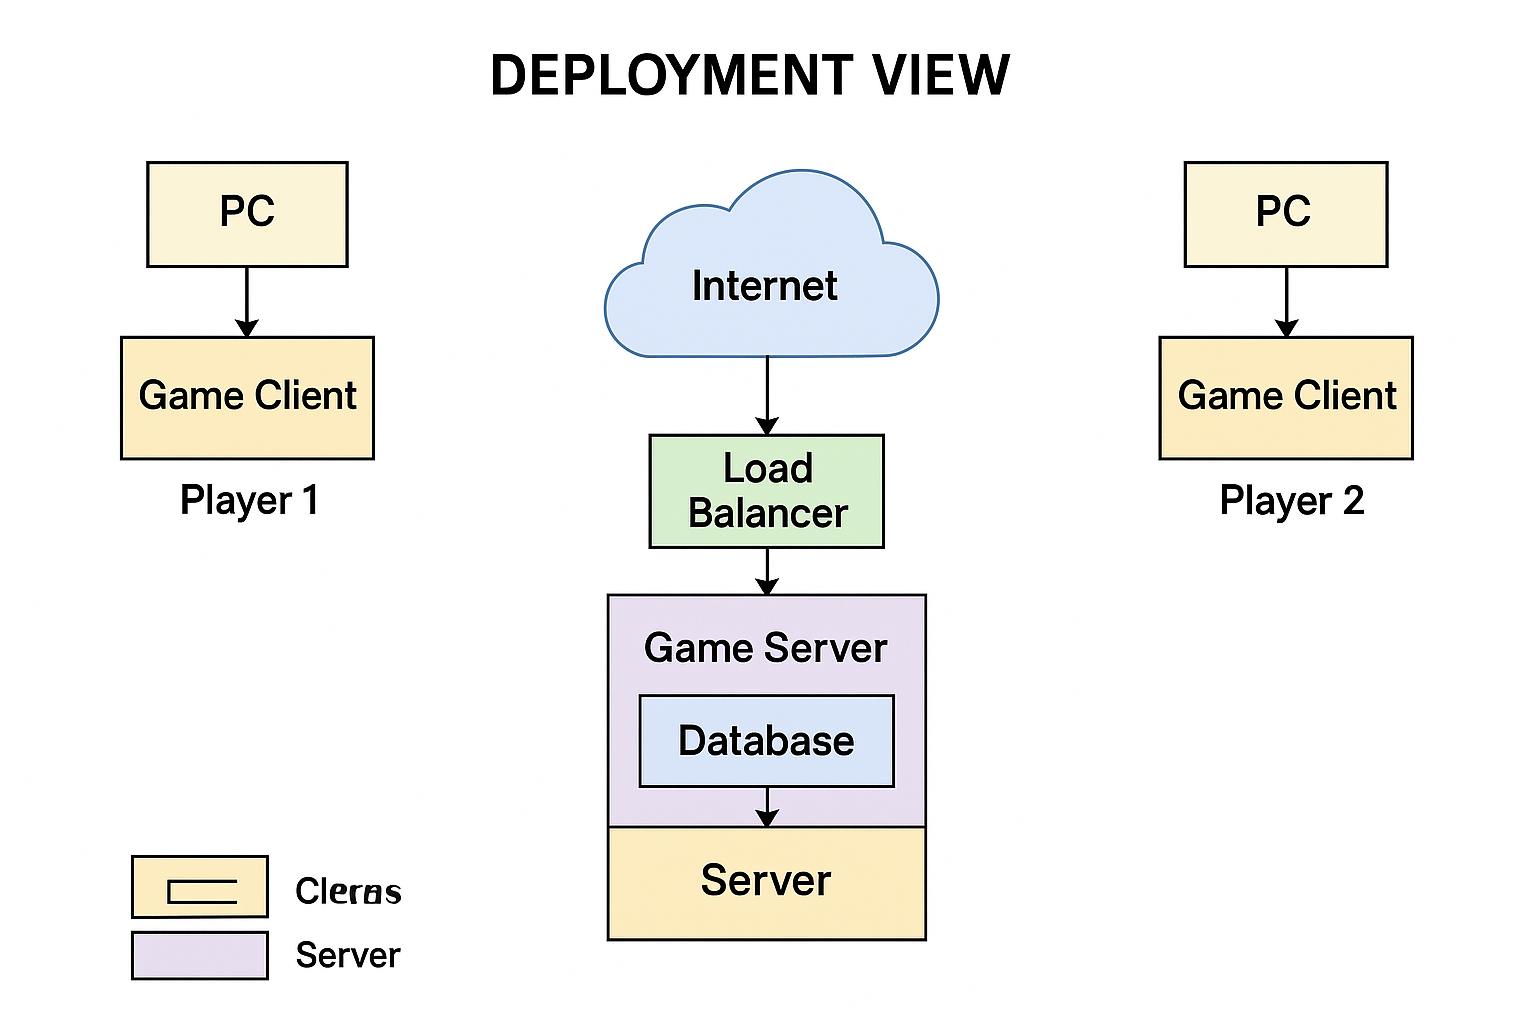 DEPLOYMENT VIEW
PC
Game Client
Player 1
Internet
Load
Balancer
Game Server
Database
Server
PC
Game Client
Player 2
Server